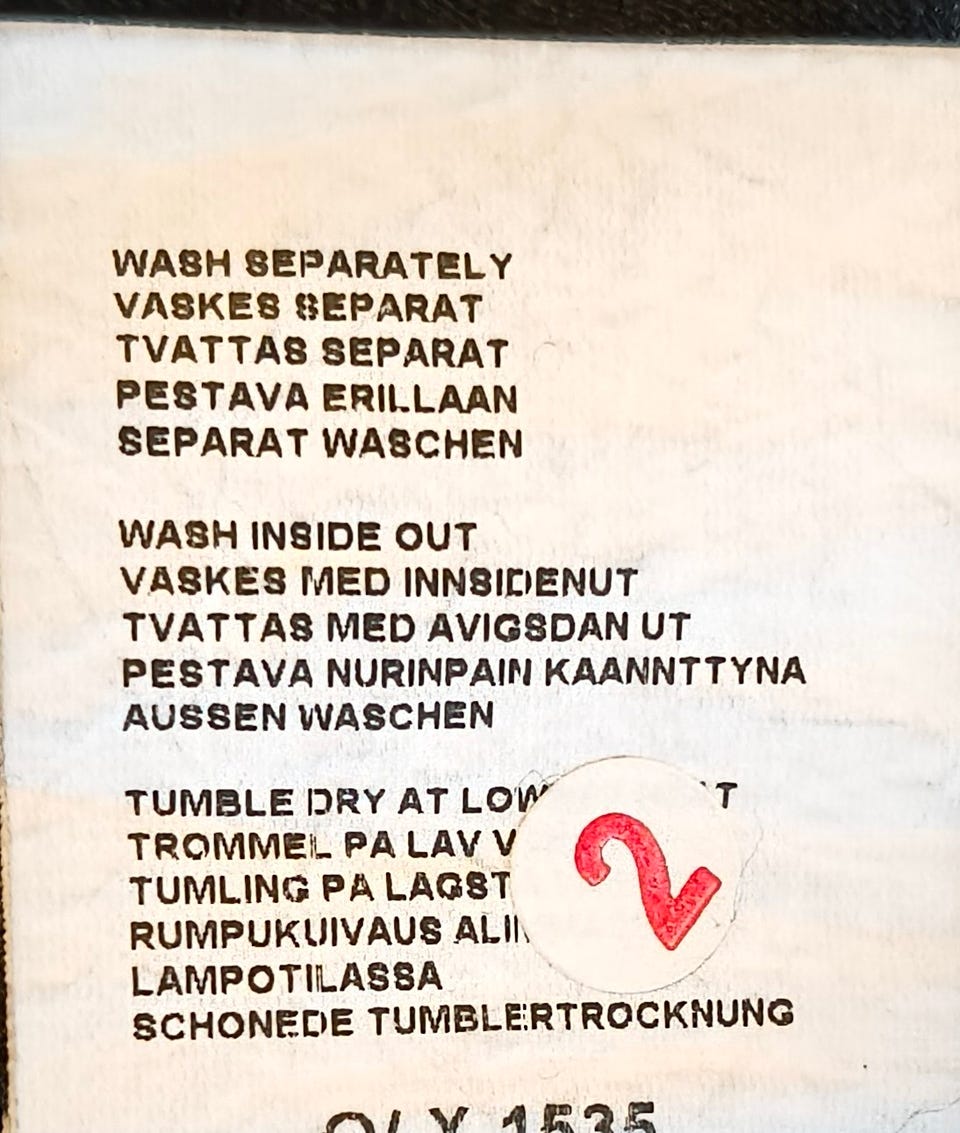 WASH SEPARATELY
VASKES SEPARAT
TVATTAS SEPARAT
PESTAVA ERILLAAN
SEPARAT WASCHEN
WASH INSIDE OUT
VASKES MED INNSIDENUT
TVATTAS MED AVIGSDAN UT
PESTAVA NURINPAIN KAANNTTYNA
AUSSEN WASCHEN
TUMBLE DRY AT LOW
TROMMEL PA LAV
TUMLING PA LAGST
RUMPUKUIVAUS
LAMPOTILASSA
SCHONEDE TUMBLERTROCKNUNG
2
1535